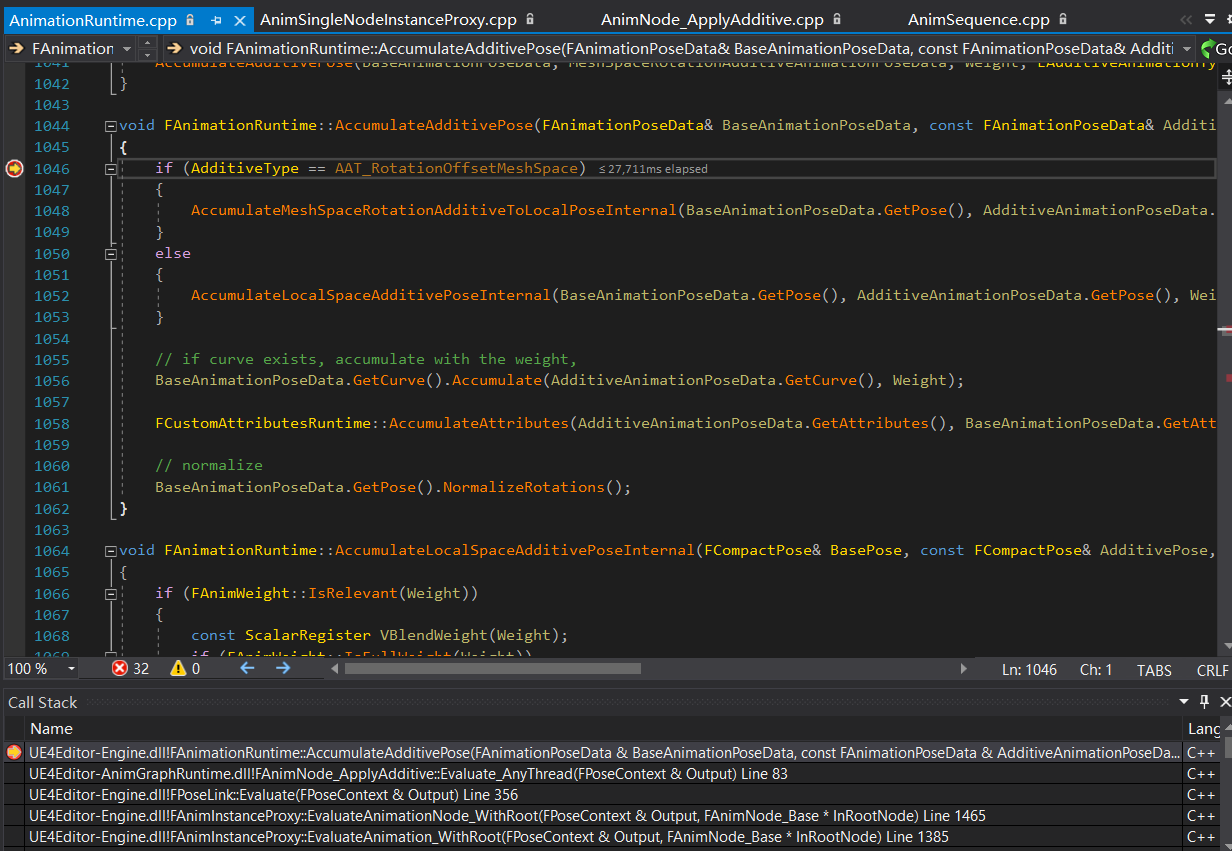 AnimationRuntime.cpp AnimSingleNodeInstanceProxy.cpp AnimNode_ApplyAdditive.cpp AnimSequence.cpp
FAnimation void FAnimationRuntime::AccumulateAdditivePose(FAnimationPoseData& BaseAnimationPoseData, const FAnimationPoseData& Additi Go
1041 AccumulateAdditivePose(BaseAnimationPoseData, MeshSpaceRotationAdditiveAnimationPoseData, Weight, EAdditiveAnimationTy
1042 }
1043
1044 void FAnimationRuntime::AccumulateAdditivePose(FAnimationPoseData& BaseAnimationPoseData, const FAnimationPoseData& Additi
1045 {
1046 if (AdditiveType == AAT_RotationOffsetMeshSpace) ≤27,711ms elapsed
1047 {
1048 AccumulateMeshSpaceRotationAdditiveToLocalPoseInternal(BaseAnimationPoseData.GetPose(), AdditiveAnimationPoseData.
1049 }
1050 else
1051 {
1052 AccumulateLocalSpaceAdditivePoseInternal(BaseAnimationPoseData.GetPose(), AdditiveAnimationPoseData.GetPose(), Wei
1053 }
1054
1055 // if curve exists, accumulate with the weight,
1056 BaseAnimationPoseData.GetCurve().Accumulate(AdditiveAnimationPoseData.GetCurve(), Weight);
1057
1058 FCustomAttributesRuntime::AccumulateAttributes(AdditiveAnimationPoseData.GetAttributes(), BaseAnimationPoseData.GetAtt
1059
1060 // normalize
1061 BaseAnimationPoseData.GetPose().NormalizeRotations();
1062 }
1063
1064 void FAnimationRuntime::AccumulateLocalSpaceAdditivePoseInternal(FCompactPose& BasePose, const FCompactPose& AdditivePose,
1065 {
1066 if (FAnimWeight::IsRelevant(Weight))
1067 {
1068 const ScalarRegister VBlendWeight(Weight);
1069 if (FAnimWeight::IsFullWeight(Weight))
100 % 32 0 Ln: 1046 Ch: 1 TABS CRLF
Call Stack
Name Lang
UE4Editor-Engine.dll!FAnimationRuntime::AccumulateAdditivePose(FAnimationPoseData & BaseAnimationPoseData, const FAnimationPoseData & AdditiveAnimationPoseDa... C++
UE4Editor-AnimGraphRuntime.dll!FAnimNode_ApplyAdditive::Evaluate_AnyThread(FPoseContext & Output) Line 83 C++
UE4Editor-Engine.dll!FPoseLink::Evaluate(FPoseContext & Output) Line 356 C++
UE4Editor-Engine.dll!FAnimInstanceProxy::EvaluateAnimationNode_WithRoot(FPoseContext & Output, FAnimNode_Base * InRootNode) Line 1465 C++
UE4Editor-Engine.dll!FAnimInstanceProxy::EvaluateAnimation_WithRoot(FPoseContext & Output, FAnimNode_Base * InRootNode) Line 1385 C++